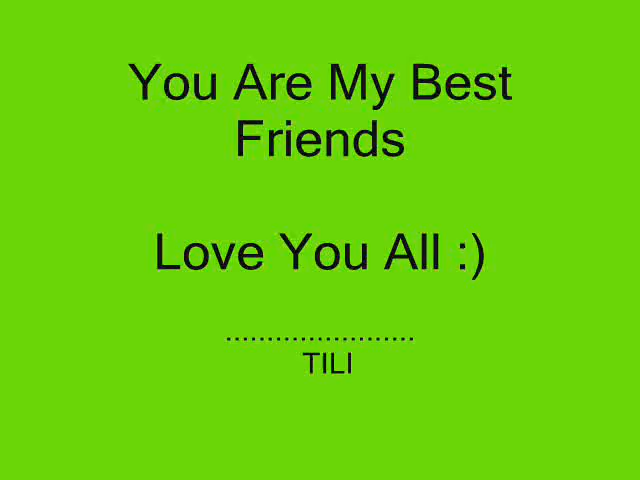 You Are My Best
Friends
Love You All :)
.......................
TILI